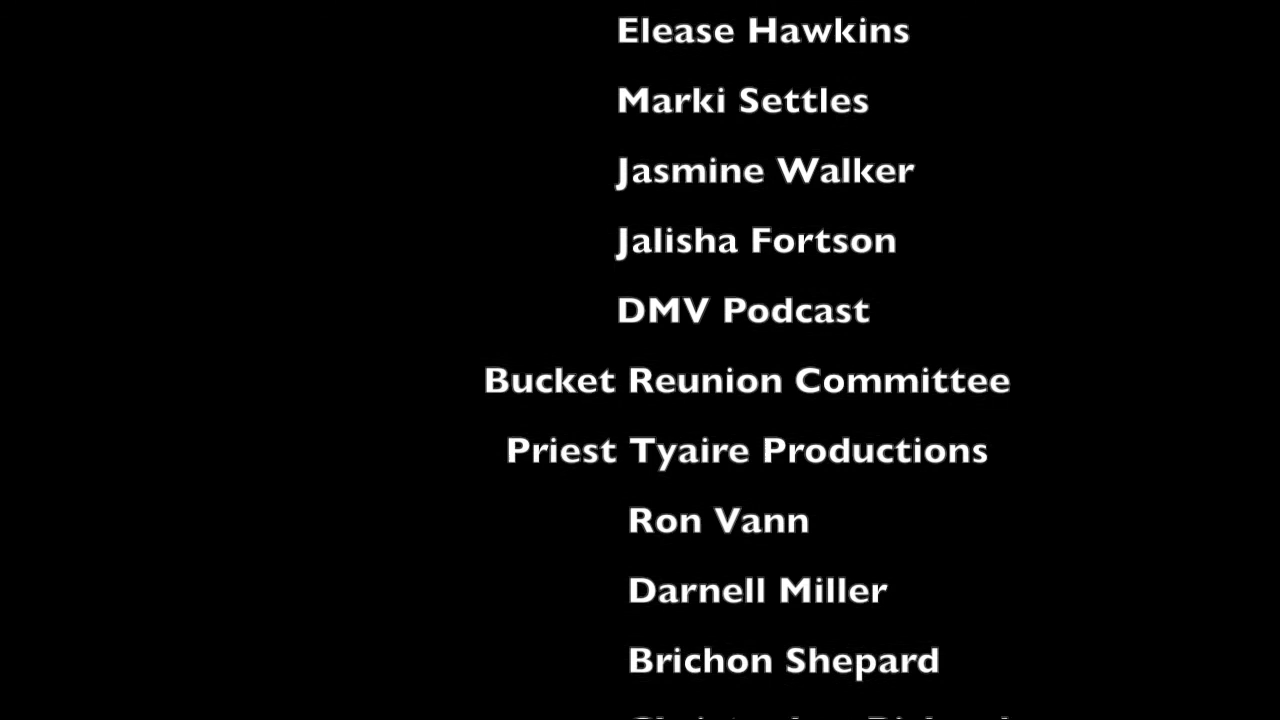 Elease Hawkins
Marki Settles
Jasmine Walker
Jalisha Fortson
DMV Podcast
Bucket Reunion Committee
Priest Tyaire Productions
Ron Vann
Darnell Miller
Brichon Shepard